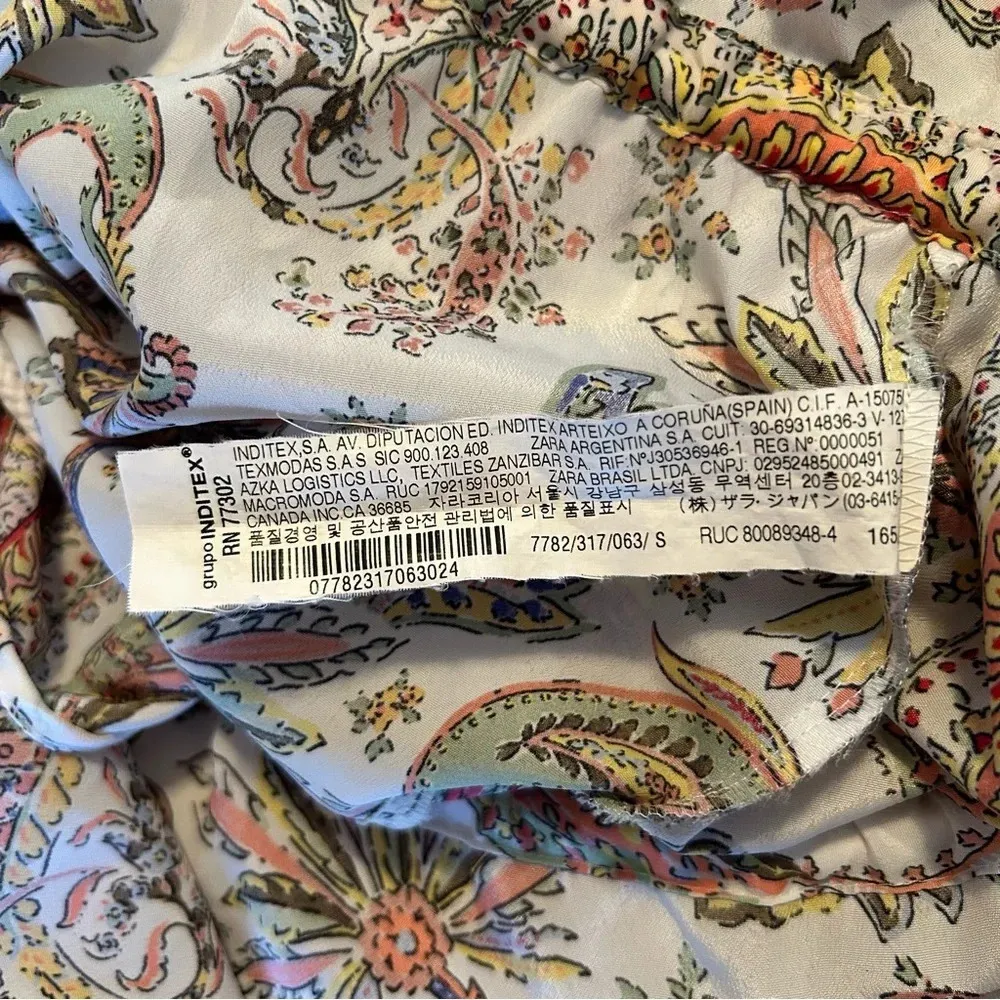 grupo INDITEX®
RN 77302
INDITEX,S.A. AV. DIPUTACION ED. INDITEX ARTEIXO A CORUÑA(SPAIN) C.I.F. A-15075
TEXMODAS S.A.S SIC 900.123.408 ZARA ARGENTINA S.A. CUIT: 30-69314836-3 V-127
AZKA LOGISTICS LLC, TEXTILES ZANZIBAR S.A. RIF:NºJ30536946-1 REG Nº 0000051 Z
MACROMODA S.A. RUC 1792159105001 ZARA BRASIL LTDA, CNPJ: 02952485000491
CANADA INC CA 36685 자라코리아 서울시 강남구 삼성동 무역센터 20층 02-3413-
품질경영 및 공산품안전 관리법에 의한 품질표시 (株) ザラ・ジャパン (03-6415-
7782/317/063/ S RUC 80089348-4 165
07782317063024